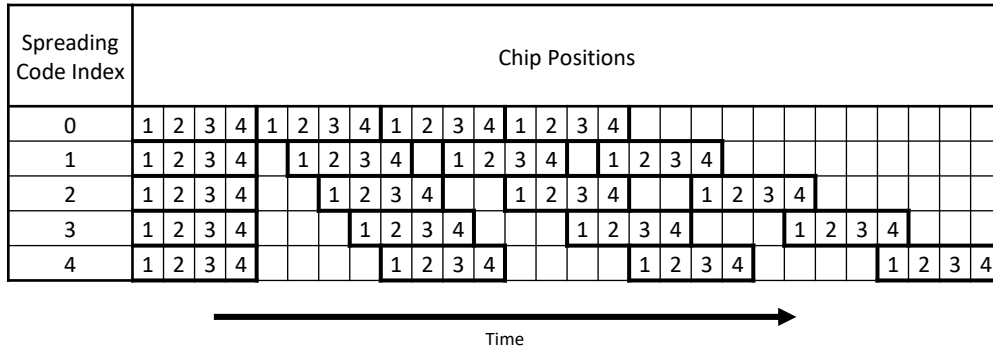 Spreading
Code Index
Chip Positions
0 1 2 3 4 1 2 3 4 1 2 3 4 1 2 3 4
1 1 2 3 4 1 2 3 4 1 2 3 4 1 2 3 4
2 1 2 3 4 1 2 3 4 1 2 3 4 1 2 3 4
3 1 2 3 4 1 2 3 4 1 2 3 4 1 2 3 4
4 1 2 3 4 1 2 3 4 1 2 3 4 1 2 3 4
Time